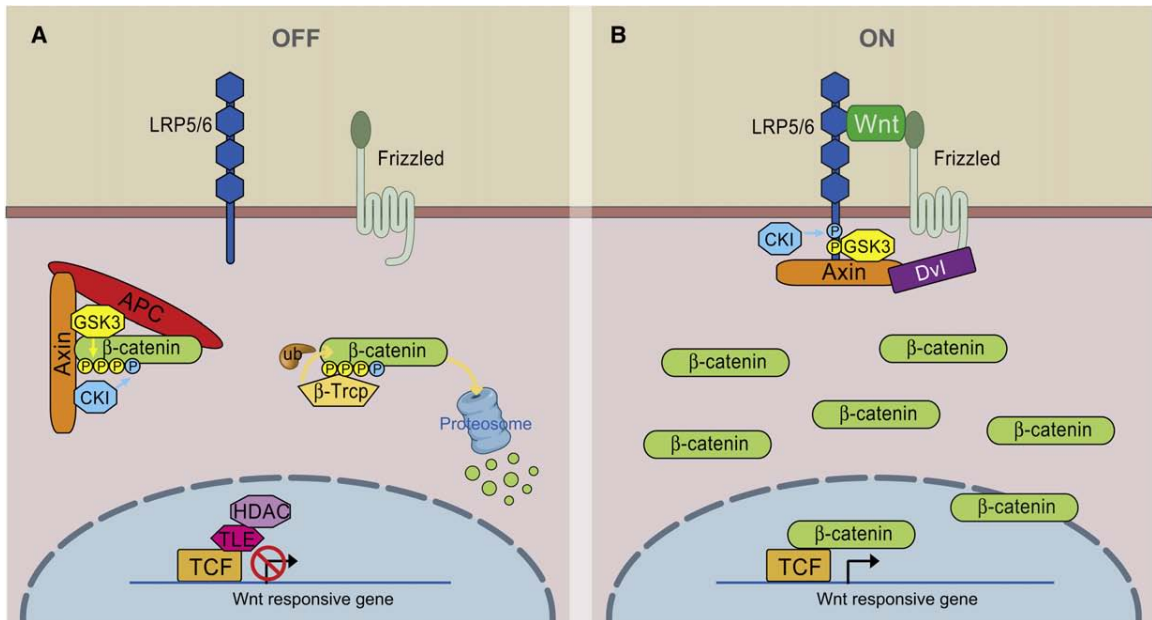 A
OFF
LRP5/6
Frizzled
APC
Axin
GSK3
β-catenin
P P P P
CKI
ub
β-catenin
P P P P
β-Trcp
Proteosome
HDAC
TLE
TCF
Wnt responsive gene
B
ON
LRP5/6
Wnt
Frizzled
CKI
P
P
GSK3
Axin
Dvl
β-catenin
β-catenin
β-catenin
β-catenin
β-catenin
β-catenin
β-catenin
TCF
Wnt responsive gene